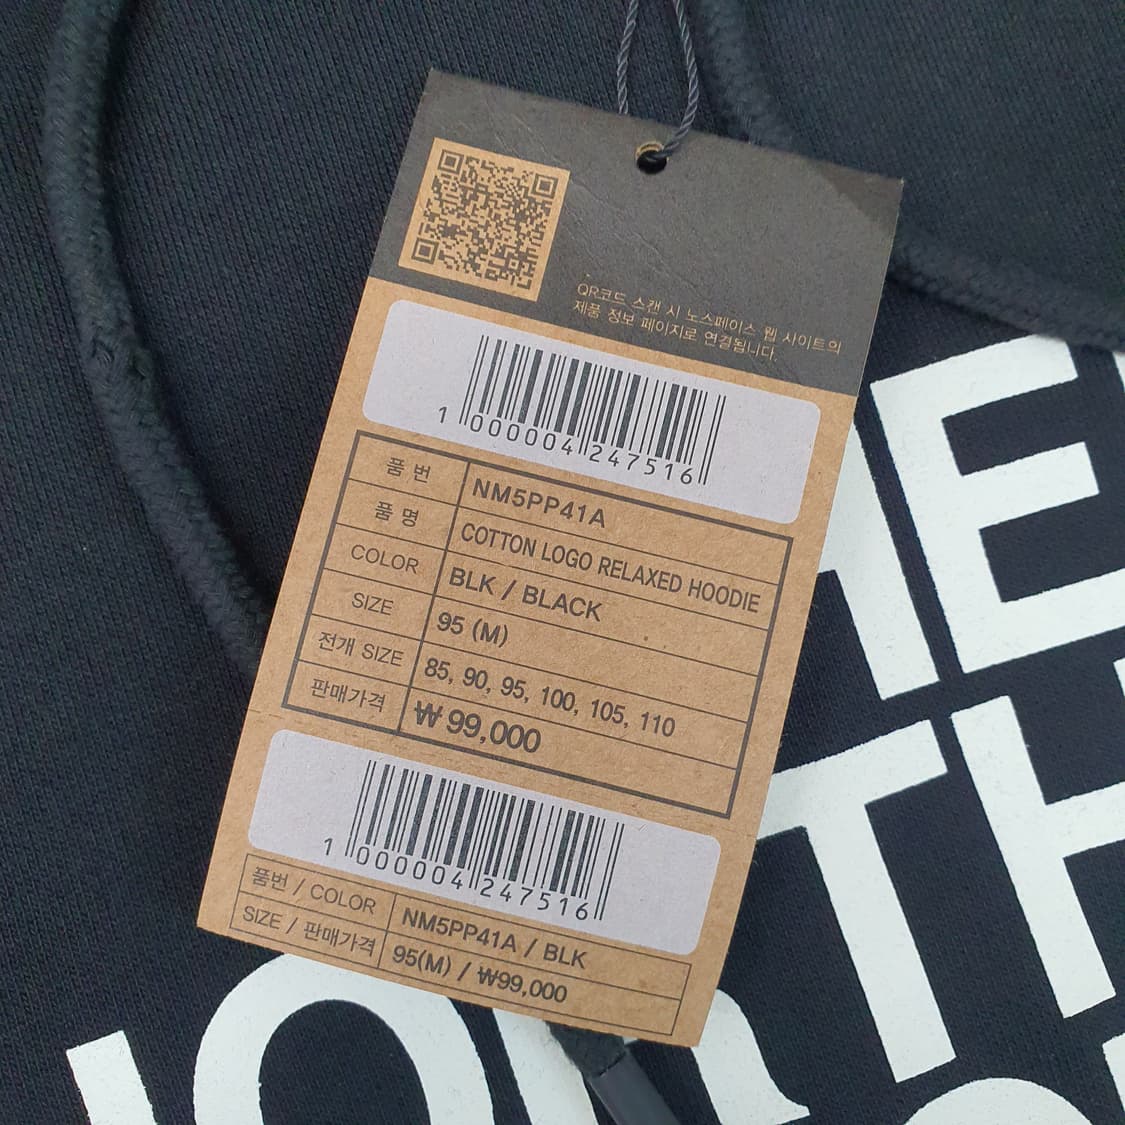 QR코드 스캔 시 노스페이스 웹 사이트의
제품 정보 페이지로 연결됩니다.
1 000004 247516
품 번 NM5PP41A
품 명 COTTON LOGO RELAXED HOODIE
COLOR BLK / BLACK
SIZE 95 (M)
전개 SIZE 85, 90, 95, 100, 105, 110
판매가격 ₩ 99,000
1 000004 247516
품번 / COLOR NM5PP41A / BLK
SIZE / 판매가격 95(M) / ₩99,000
HE
TH
NORTH